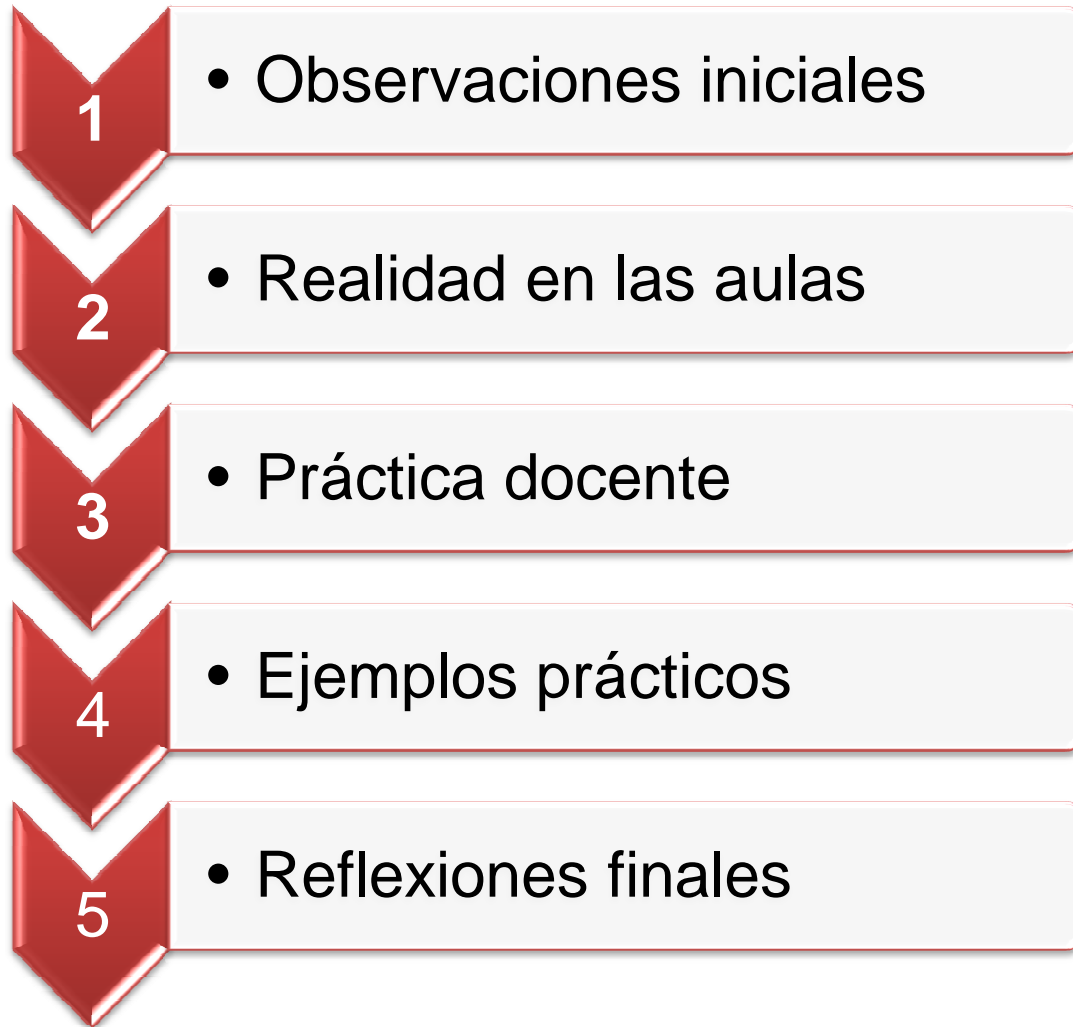 1
• Observaciones iniciales
2
• Realidad en las aulas
3
• Práctica docente
4
• Ejemplos prácticos
5
• Reflexiones finales